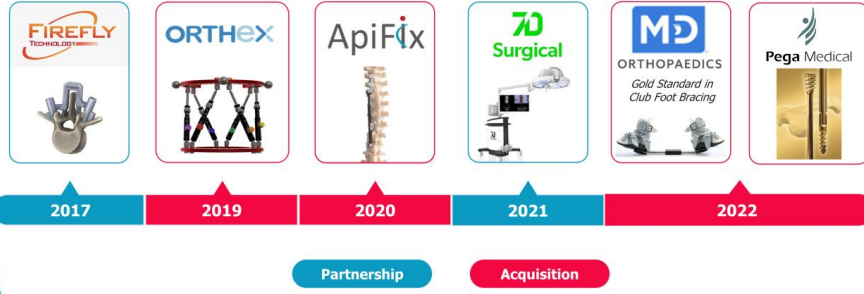 FIREFLY
TECHNOLOGY
ORTHEX
ApiFix
7D
Surgical
MD
ORTHOPAEDICS
Gold Standard in
Club Foot Bracing
Pega Medical
2017
2019
2020
2021
2022
Partnership
Acquisition